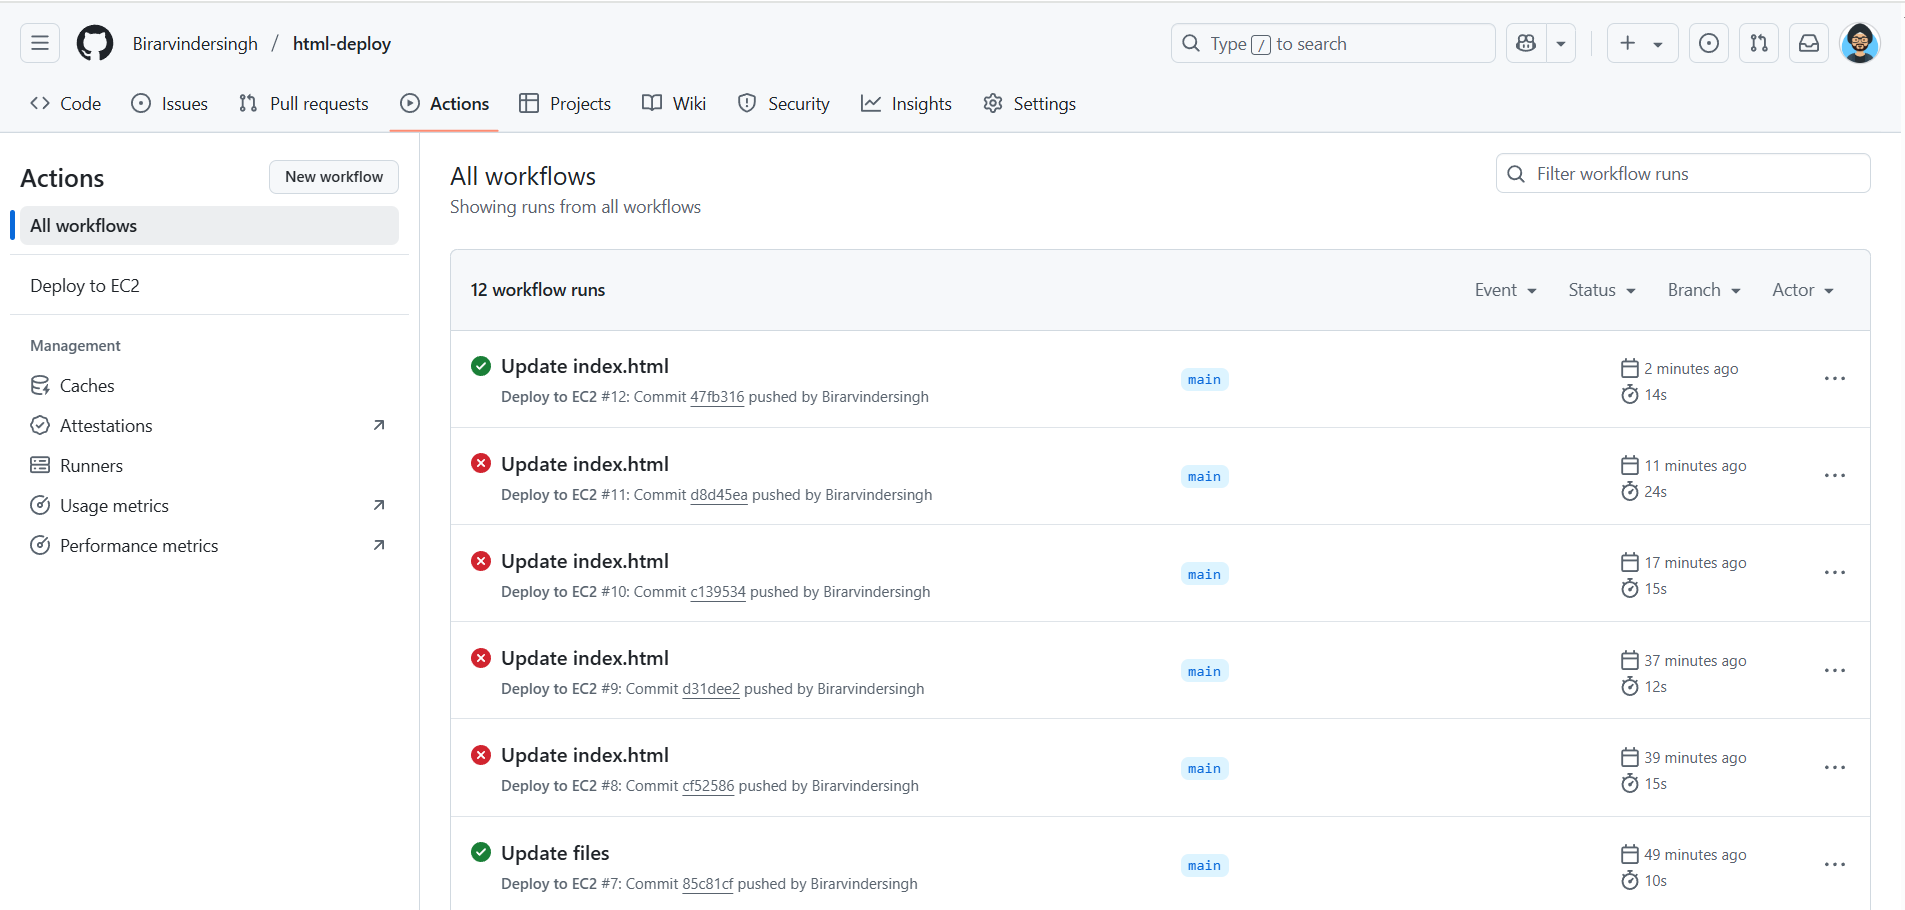 Birarvindersingh / html-deploy
Type / to search
Code
Issues
Pull requests
Actions
Projects
Wiki
Security
Insights
Settings
Actions
New workflow
All workflows
Deploy to EC2
Management
Caches
Attestations
Runners
Usage metrics
Performance metrics
All workflows
Showing runs from all workflows
Filter workflow runs
12 workflow runs
Event
Status
Branch
Actor
Update index.html
Deploy to EC2 #12: Commit 47fb316 pushed by Birarvindersingh
main
2 minutes ago
14s
Update index.html
Deploy to EC2 #11: Commit d8d45ea pushed by Birarvindersingh
main
11 minutes ago
24s
Update index.html
Deploy to EC2 #10: Commit c139534 pushed by Birarvindersingh
main
17 minutes ago
15s
Update index.html
Deploy to EC2 #9: Commit d31dee2 pushed by Birarvindersingh
main
37 minutes ago
12s
Update index.html
Deploy to EC2 #8: Commit cf52586 pushed by Birarvindersingh
main
39 minutes ago
15s
Update files
Deploy to EC2 #7: Commit 85c81cf pushed by Birarvindersingh
main
49 minutes ago
10s